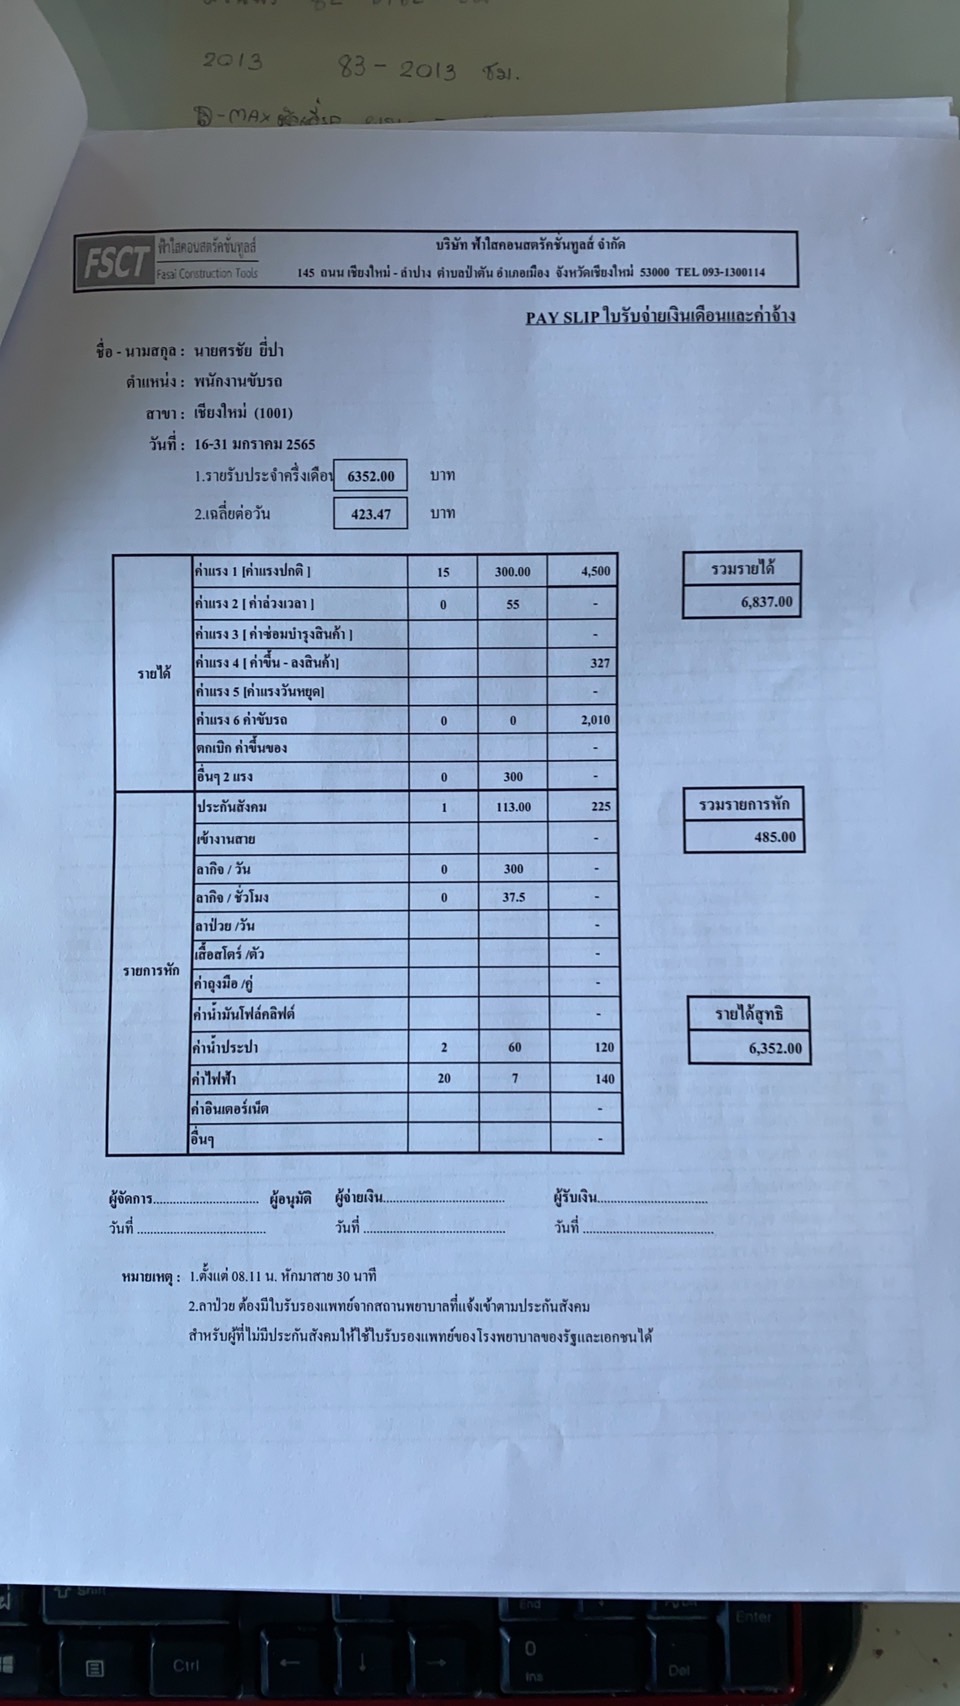 2013 83 - 2013 ชม.
D-MAX
FSCT ฟ้าใสคอนสตรัคชั่นทูลส์
Fasai Construction Tools
บริษัท ฟ้าใสคอนสตรัคชั่นทูลส์ จำกัด
145 ถนน เชียงใหม่ - ลำปาง ตำบลป่าตัน อำเภอเมือง จังหวัดเชียงใหม่ 53000 TEL 093-1300114
PAY SLIP ใบรับจ่ายเงินเดือนและค่าจ้าง
ชื่อ - นามสกุล : นายศรชัย ยี่ปา
ตำแหน่ง : พนักงานขับรถ
สาขา : เชียงใหม่ (1001)
วันที่ : 16-31 มกราคม 2565
1.รายรับประจำครึ่งเดือน 6352.00 บาท
2.เฉลี่ยต่อวัน 423.47 บาท
รายได้
ค่าแรง 1 [ค่าแรงปกติ ] 15 300.00 4,500
ค่าแรง 2 [ ค่าล่วงเวลา ] 0 55 -
ค่าแรง 3 [ ค่าซ่อมบำรุงสินค้า ] -
ค่าแรง 4 [ ค่าขึ้น - ลงสินค้า] 327
ค่าแรง 5 [ค่าแรงวันหยุด] -
ค่าแรง 6 ค่าขับรถ 0 0 2,010
ตกเบิก ค่าขึ้นของ -
อื่นๆ 2 แรง 0 300 -
รวมรายได้
6,837.00
รายการหัก
ประกันสังคม 1 113.00 225
เข้างานสาย -
ลากิจ / วัน 0 300 -
ลากิจ / ชั่วโมง 0 37.5 -
ลาป่วย /วัน -
เสื้อสโตร์ /ตัว -
ค่าถุงมือ /คู่ -
ค่าน้ำมันโฟล์คลิฟต์ -
ค่าน้ำประปา 2 60 120
ค่าไฟฟ้า 20 7 140
ค่าอินเตอร์เน็ต -
อื่นๆ -
รวมรายการหัก
485.00
รายได้สุทธิ
6,352.00
ผู้จัดการ................................ ผู้อนุมัติ ผู้จ่ายเงิน..................................... ผู้รับเงิน..................................
วันที่ ....................................... วันที่ ........................................... วันที่ .......................................
หมายเหตุ : 1.ตั้งแต่ 08.11 น. หักมาสาย 30 นาที
2.ลาป่วย ต้องมีใบรับรองแพทย์จากสถานพยาบาลที่แจ้งเข้าตามประกันสังคม
สำหรับผู้ที่ไม่มีประกันสังคมให้ใช้ใบรับรองแพทย์ของโรงพยาบาลของรัฐและเอกชนได้
End
Enter
Ctrl
0
Ins
Del